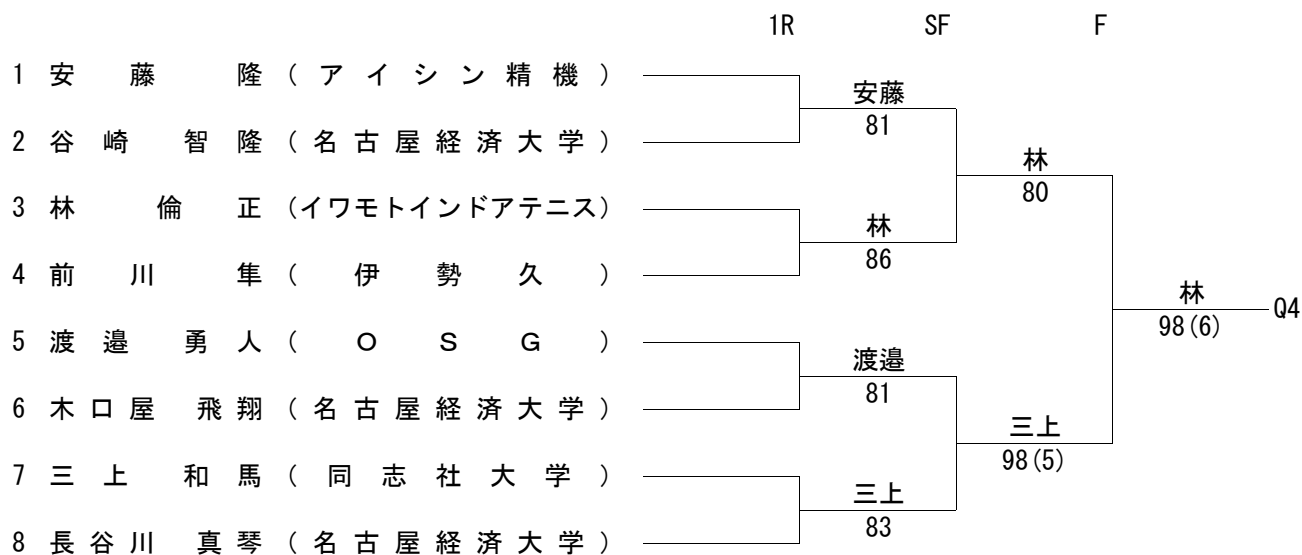 1R SF F
1 安藤 隆 (アイシン精機)
安藤
81
2 谷崎 智隆 (名古屋経済大学)
林
80
3 林 倫正 (イワモトインドアテニス)
林
86
4 前川 隼 (伊勢久)
林
98(6)
Q4
5 渡邉 勇人 (OSG)
渡邉
81
6 木口屋 飛翔 (名古屋経済大学)
三上
98(5)
7 三上 和馬 (同志社大学)
三上
83
8 長谷川 真琴 (名古屋経済大学)